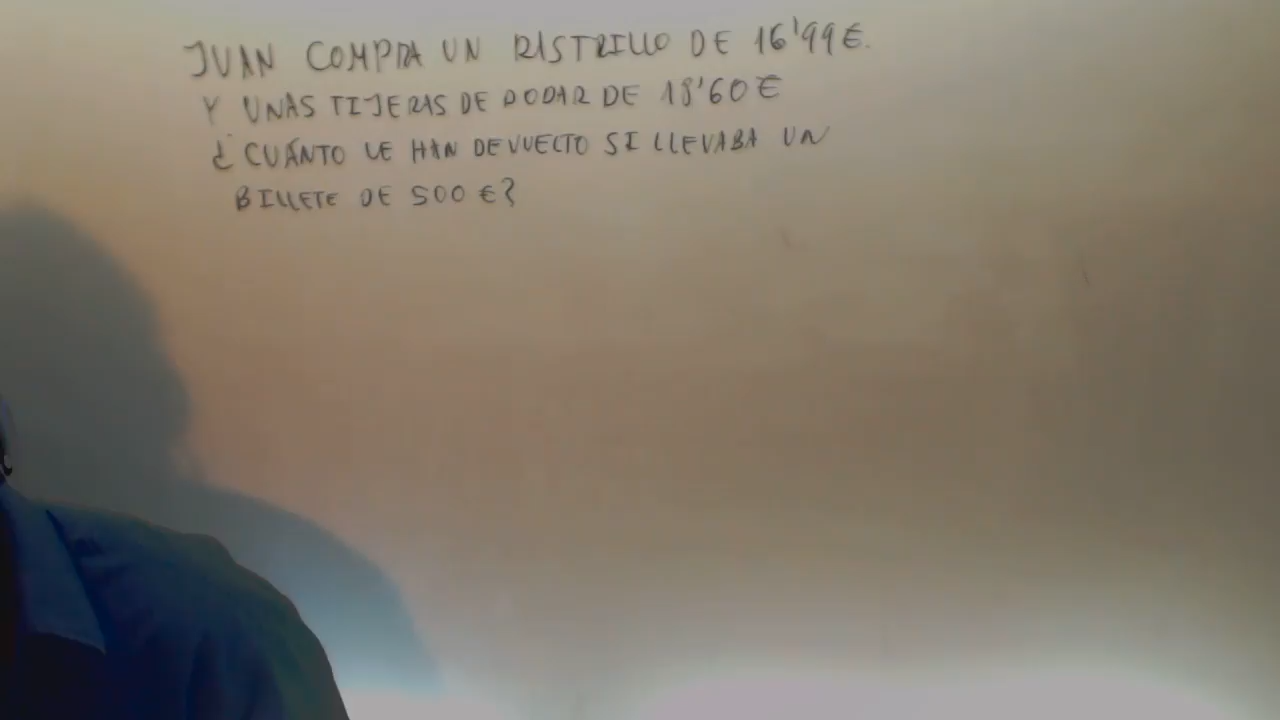 JUAN COMPRA UN RASTRILLO DE 16'99€.
Y UNAS TIJERAS DE PODAR DE 18'60€
¿CUÁNTO LE HAN DEVUELTO SI LLEVABA UN
BILLETE DE 500 €?